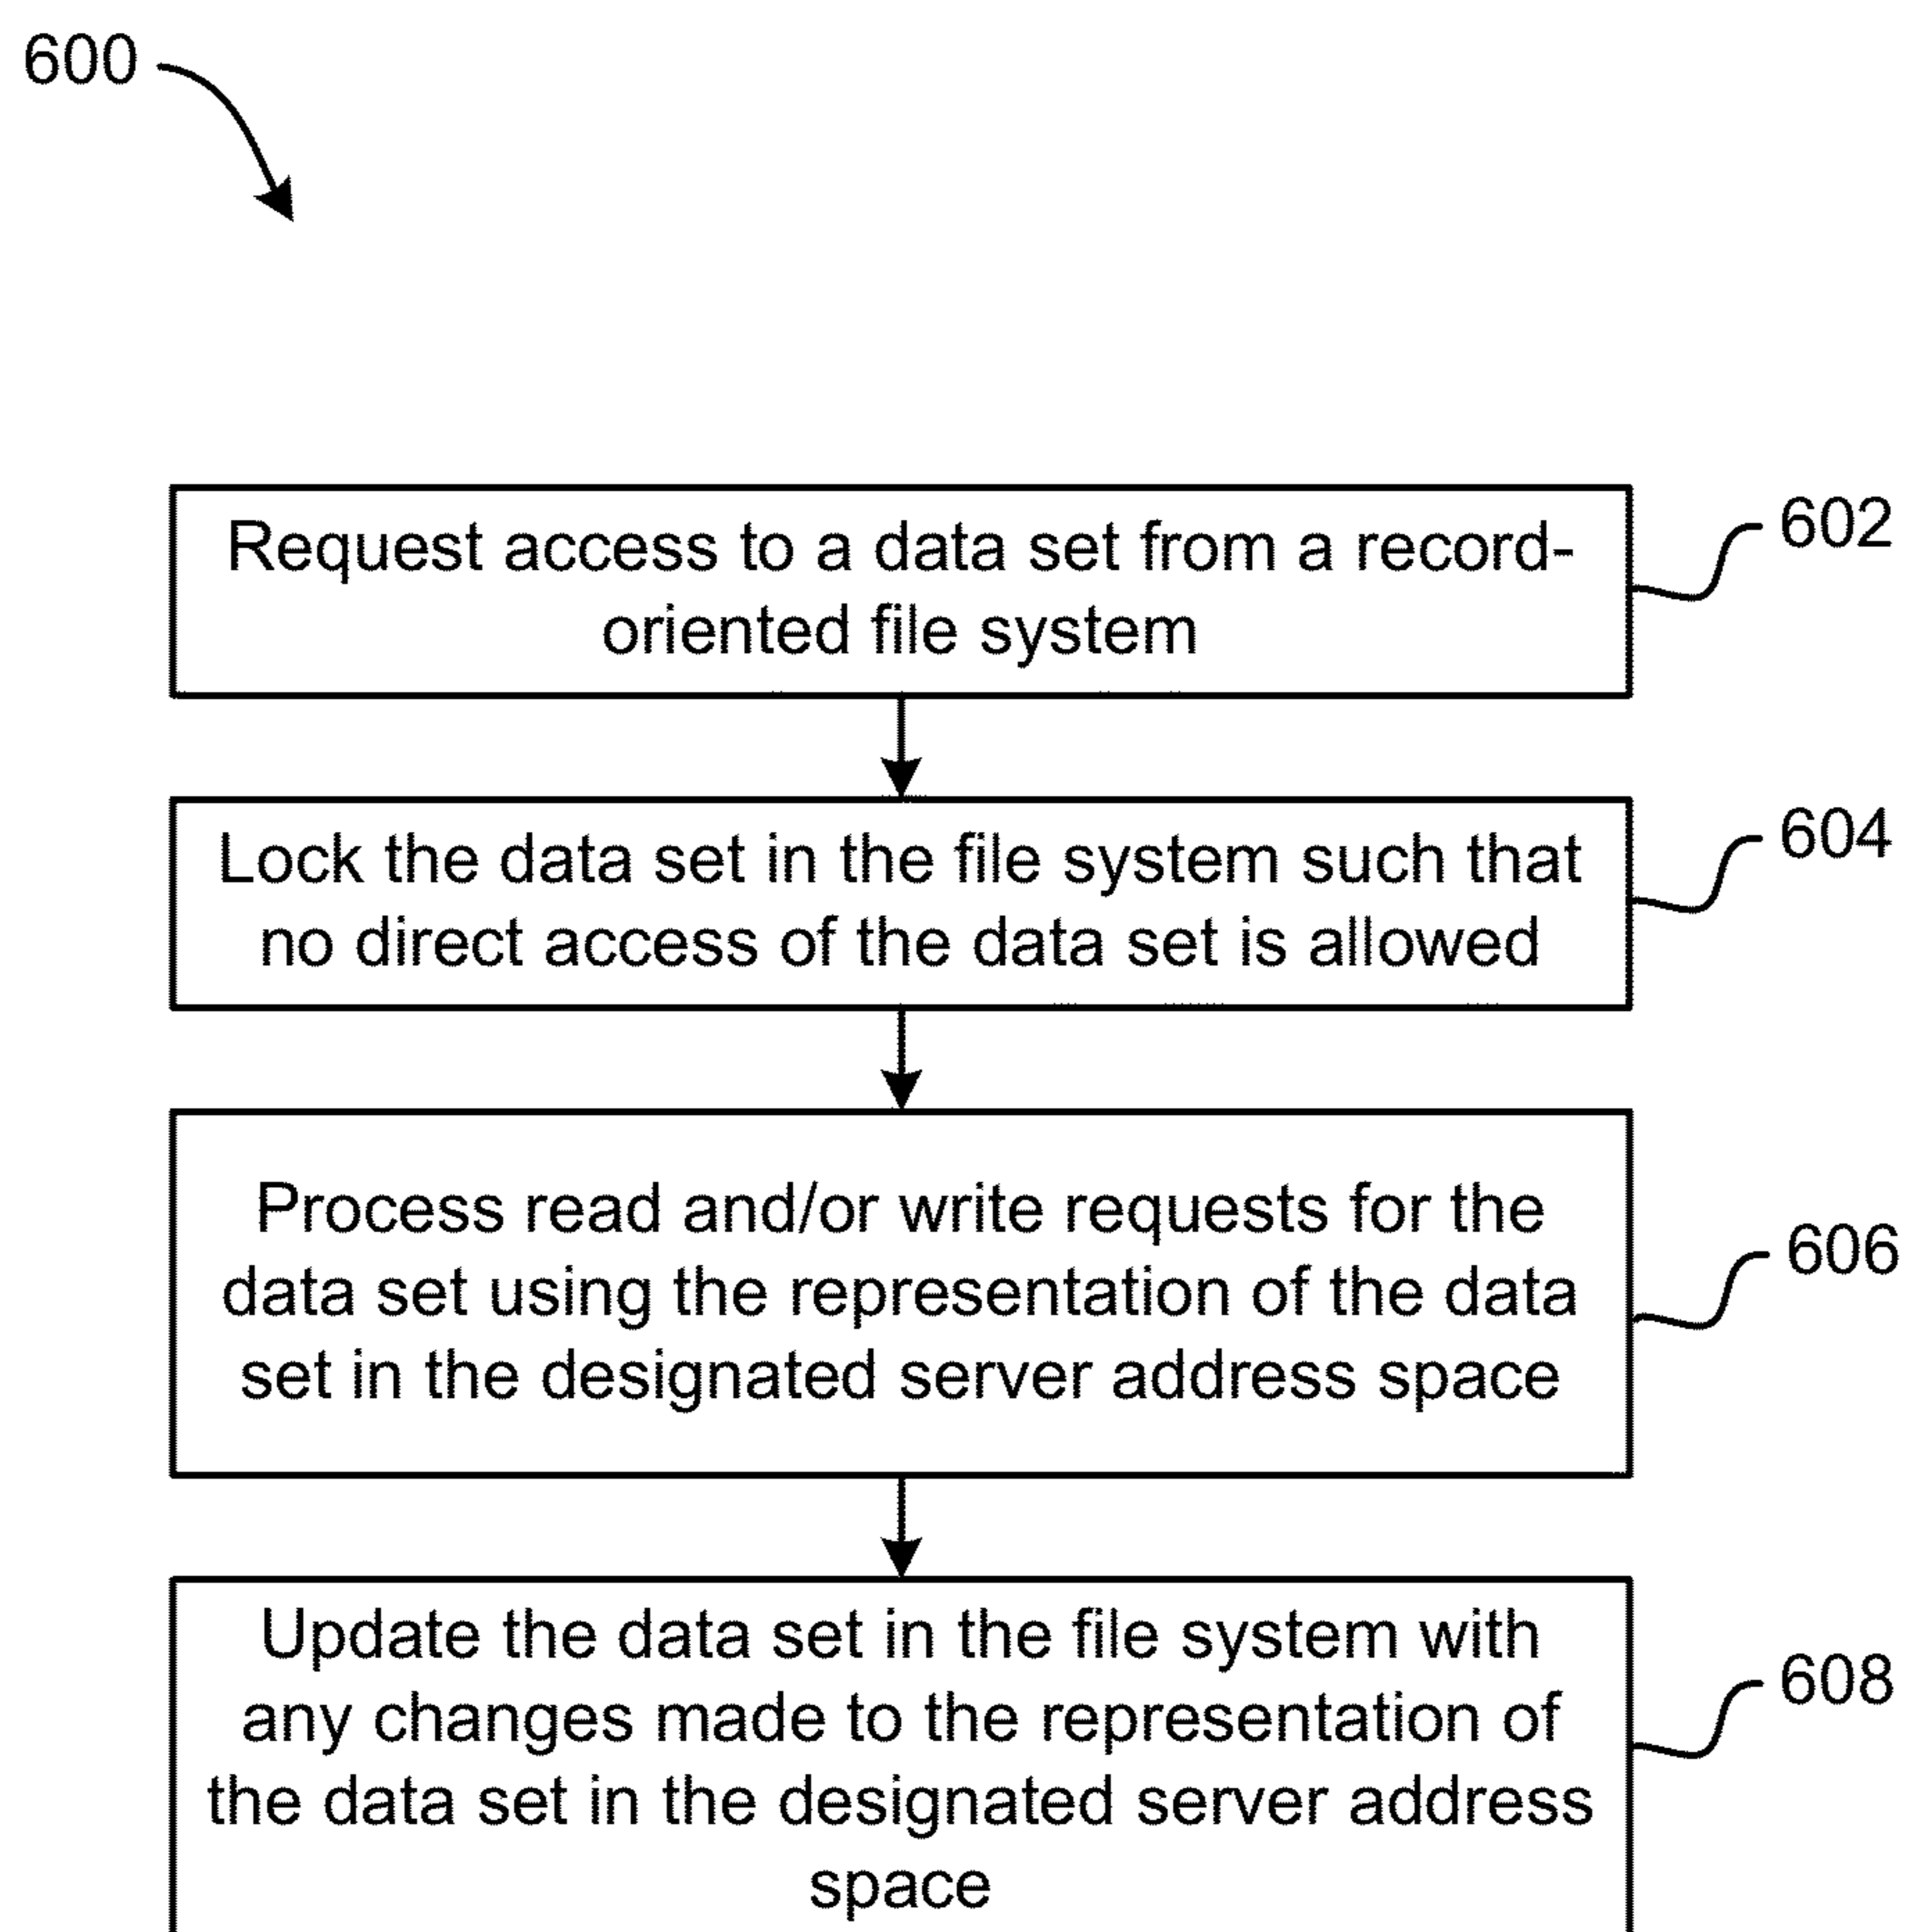 600
Request access to a data set from a record-
oriented file system
602
Lock the data set in the file system such that
no direct access of the data set is allowed
604
Process read and/or write requests for the
data set using the representation of the data
set in the designated server address space
606
Update the data set in the file system with
any changes made to the representation of
the data set in the designated server address
space
608